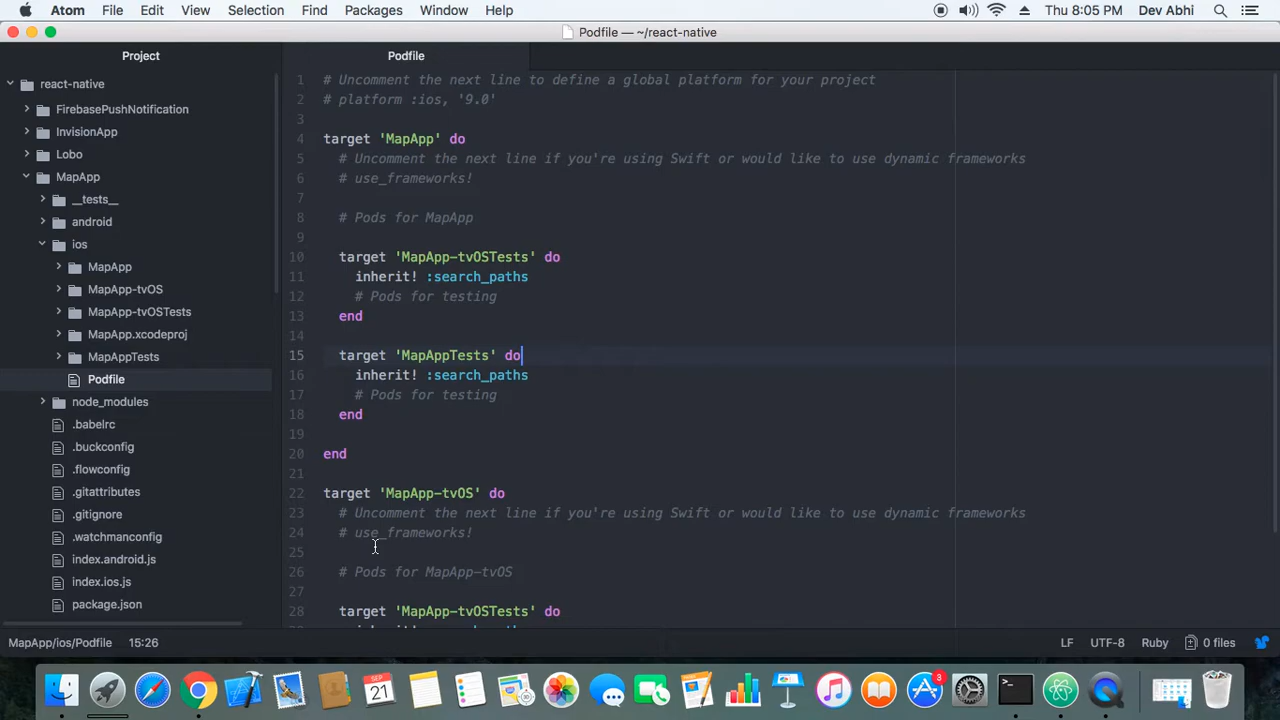 Atom File Edit View Selection Find Packages Window Help Thu 8:05 PM Dev Abhi
Podfile — ~/react-native
Project
react-native
FirebasePushNotification
InvisionApp
Lobo
MapApp
__tests__
android
ios
MapApp
MapApp-tvOS
MapApp-tvOSTests
MapApp.xcodeproj
MapAppTests
Podfile
node_modules
.babelrc
.buckconfig
.flowconfig
.gitattributes
.gitignore
.watchmanconfig
index.android.js
index.ios.js
package.json
Podfile
1 # Uncomment the next line to define a global platform for your project
2 # platform :ios, '9.0'
3
4 target 'MapApp' do
5 # Uncomment the next line if you're using Swift or would like to use dynamic frameworks
6 # use_frameworks!
7
8 # Pods for MapApp
9
10 target 'MapApp-tvOSTests' do
11 inherit! :search_paths
12 # Pods for testing
13 end
14
15 target 'MapAppTests' do
16 inherit! :search_paths
17 # Pods for testing
18 end
19
20 end
21
22 target 'MapApp-tvOS' do
23 # Uncomment the next line if you're using Swift or would like to use dynamic frameworks
24 # use_frameworks!
25
26 # Pods for MapApp-tvOS
27
28 target 'MapApp-tvOSTests' do
MapApp/ios/Podfile 15:26 LF UTF-8 Ruby 0 files
SEP
21
3